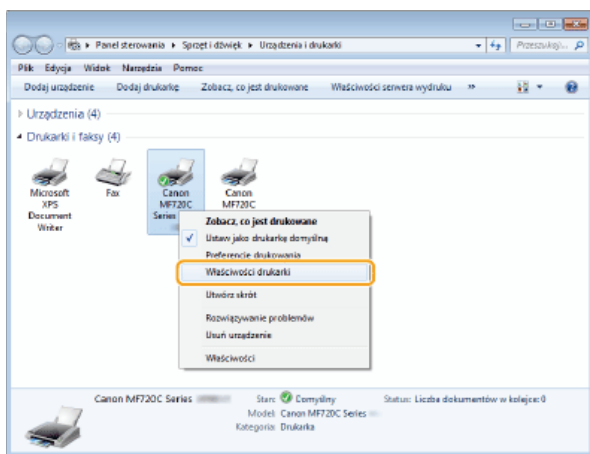 Panel sterowania ▸ Sprzęt i dźwięk ▸ Urządzenia i drukarki
Przeszukaj...
Plik Edycja Widok Narzędzia Pomoc
Dodaj urządzenie Dodaj drukarkę Zobacz, co jest drukowane Właściwości serwera wydruku »
Urządzenia (4)
Drukarki i faksy (4)
Microsoft XPS Document Writer
Fax
Canon MF720C Series
Canon MF720C
Zobacz, co jest drukowane
Ustaw jako drukarkę domyślną
Preferencje drukowania
Właściwości drukarki
Utwórz skrót
Rozwiązywanie problemów
Usuń urządzenie
Właściwości
Canon MF720C Series
Stan: Domyślny
Status: Liczba dokumentów w kolejce: 0
Model: Canon MF720C Series
Kategoria: Drukarka